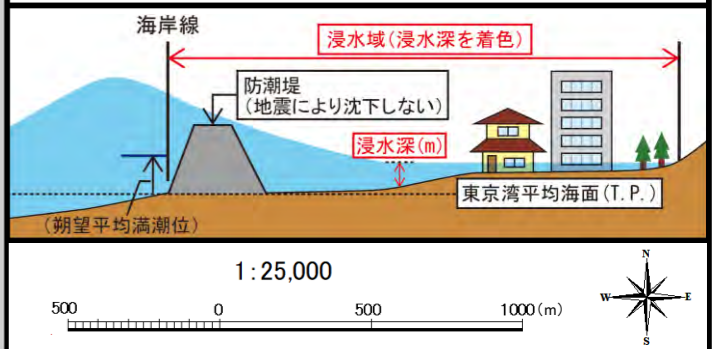 海岸線
浸水域(浸水深を着色)
防潮堤
(地震により沈下しない)
浸水深(m)
東京湾平均海面(T.P.)
(朔望平均満潮位)
1:25,000
500 0 500 1000(m)
N
W E
S